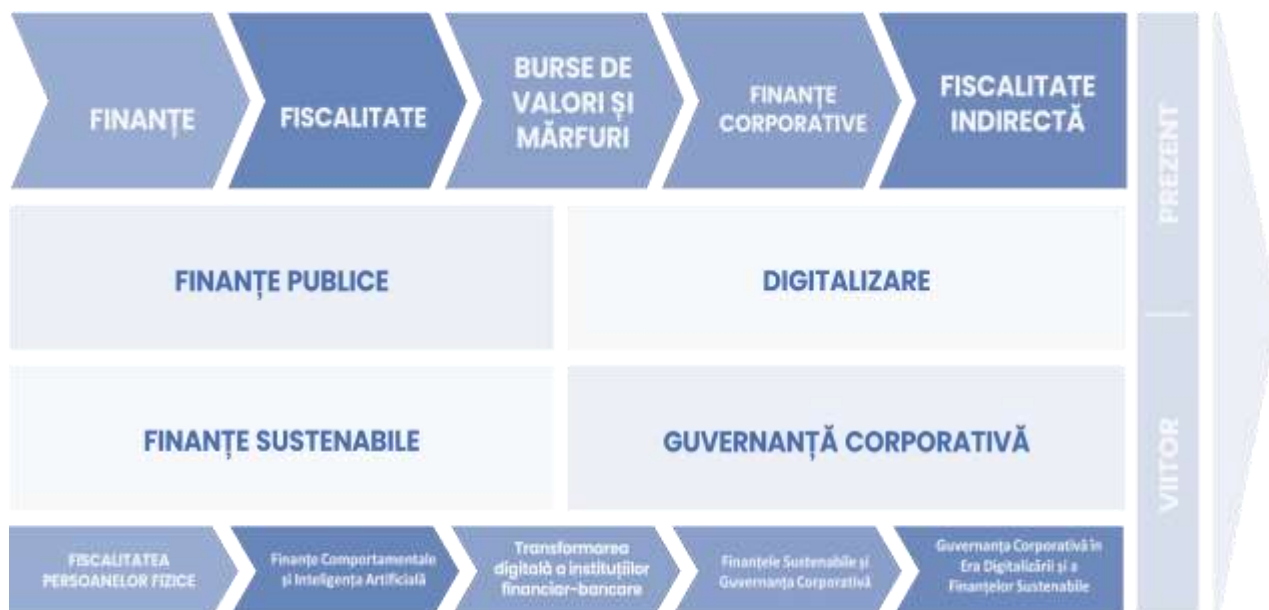 FINANȚE
FISCALITATE
BURSE DE
VALORI ȘI
MĂRFURI
FINANȚE
CORPORATIVE
FISCALITATE
INDIRECTĂ
PREZENT
FINANȚE PUBLICE
DIGITALIZARE
FINANȚE SUSTENABILE
GUVERNANȚĂ CORPORATIVĂ
VIITOR
FISCALITATEA
PERSOANELOR FIZICE
Finanțe Comportamentale
și Inteligența Artificială
Transformarea
digitală a instituțiilor
financiar-bancare
Finanțele Sustenabile și
Guvernanța Corporativă
Guvernanța Corporativă în
Era Digitalizării și a
Finanțelor Sustenabile